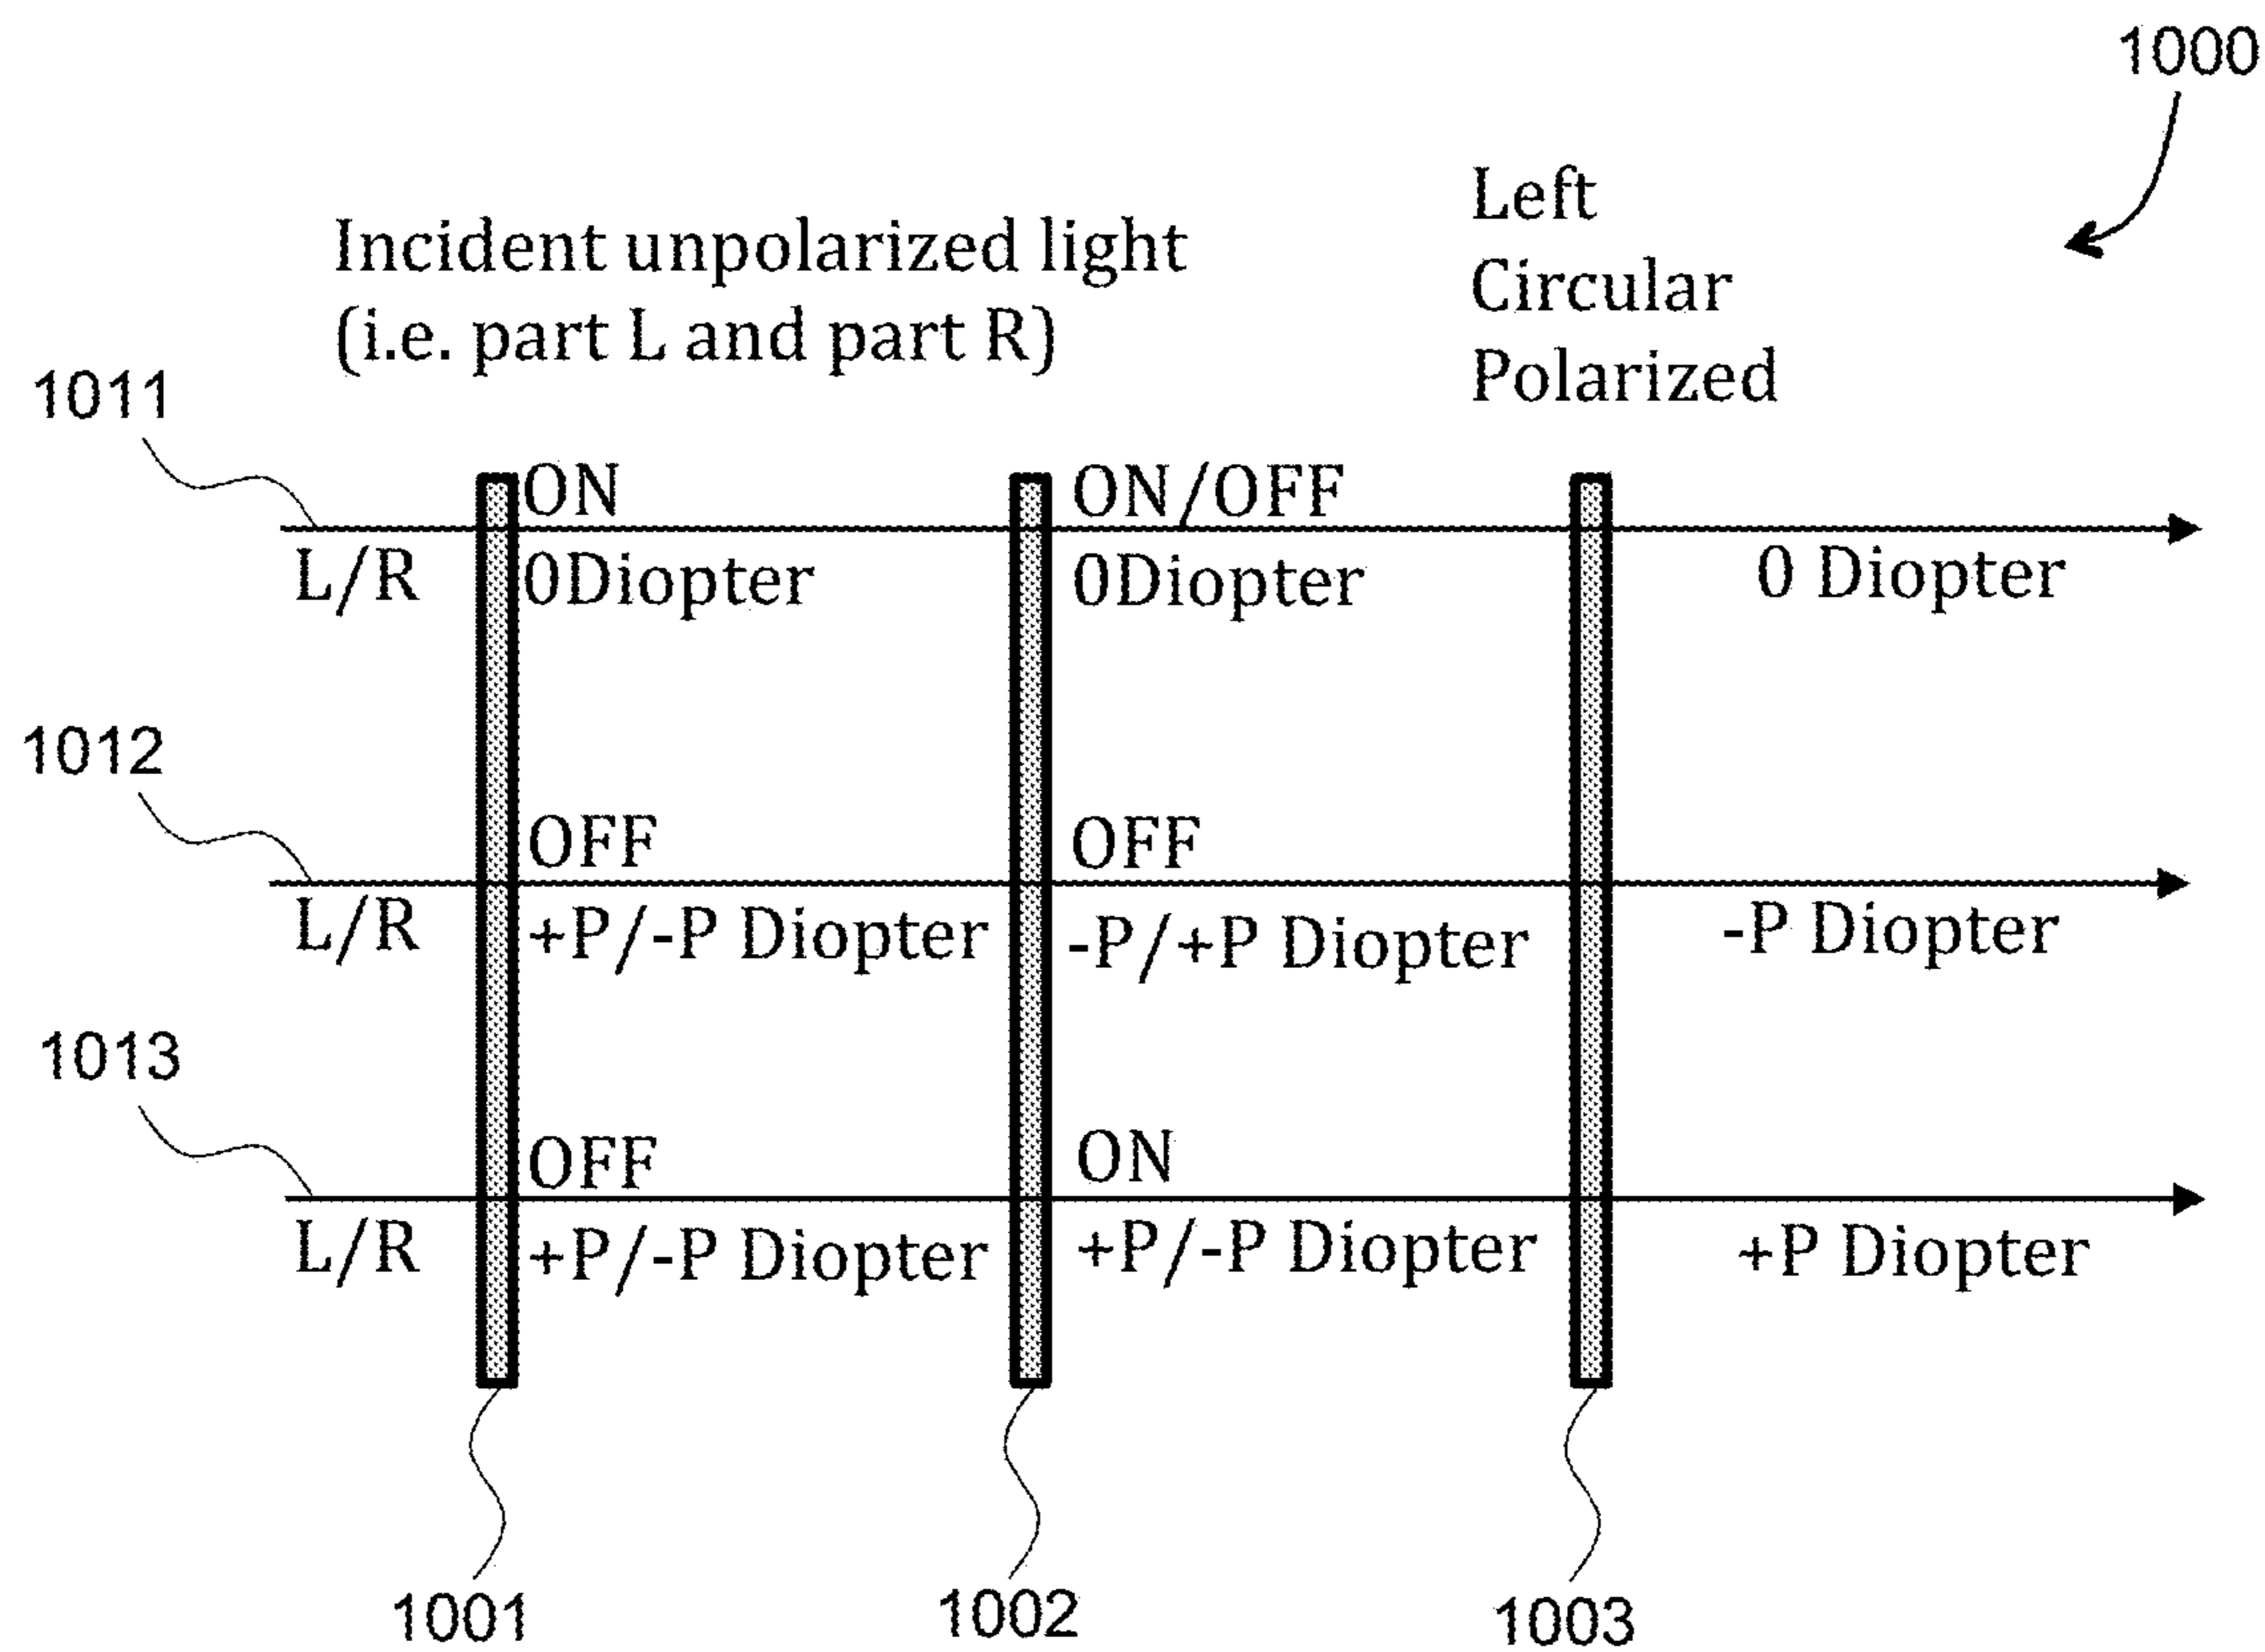 1000
Incident unpolarized light
(i.e. part L and part R)
Left
Circular
Polarized
1011
ON
ON/OFF
L/R
0Diopter
0Diopter
0 Diopter
1012
OFF
OFF
L/R
+P/-P Diopter
-P/+P Diopter
-P Diopter
1013
OFF
ON
L/R
+P/-P Diopter
+P/-P Diopter
+P Diopter
1001
1002
1003